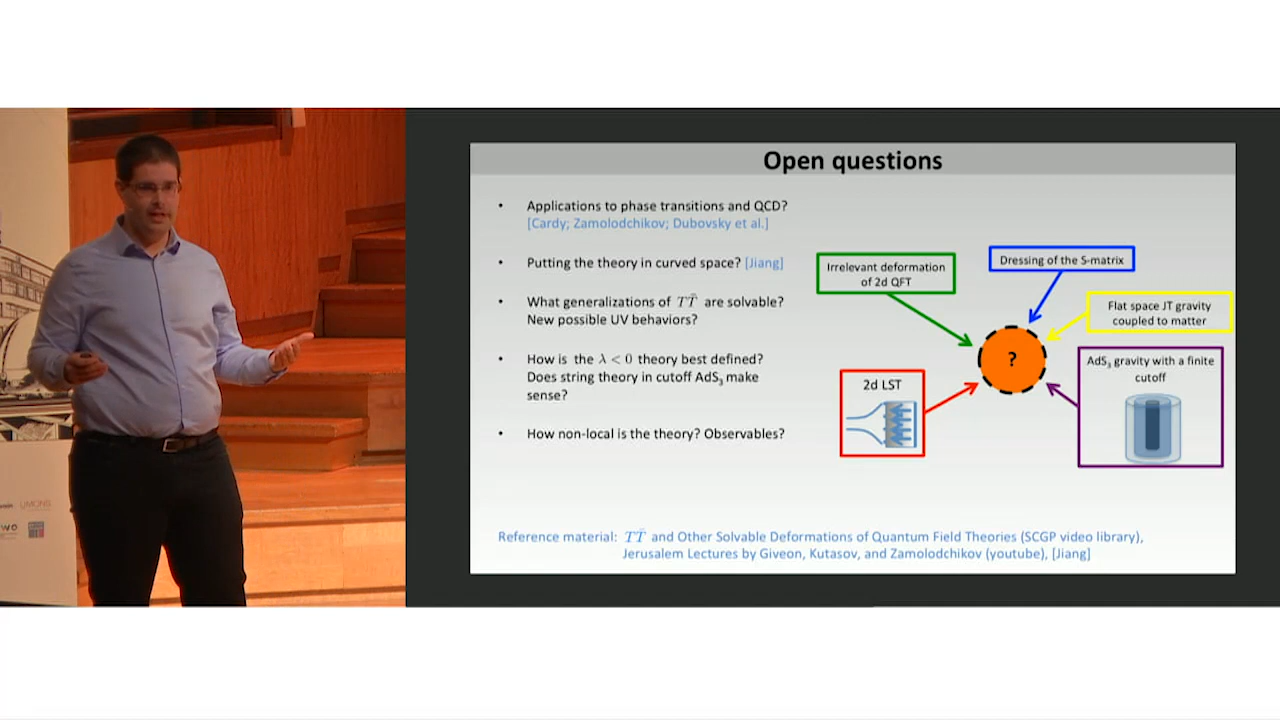 Open questions
• Applications to phase transitions and QCD?
[Cardy; Zamolodchikov; Dubovsky et al.]
• Putting the theory in curved space? [Jiang]
• What generalizations of TT̄ are solvable?
New possible UV behaviors?
• How is the λ < 0 theory best defined?
Does string theory in cutoff AdS₃ make
sense?
• How non-local is the theory? Observables?
Irrelevant deformation
of 2d QFT
Dressing of the S-matrix
Flat space JT gravity
coupled to matter
?
2d LST
AdS₃ gravity with a finite
cutoff
Reference material: TT̄ and Other Solvable Deformations of Quantum Field Theories (SCGP video library),
Jerusalem Lectures by Giveon, Kutasov, and Zamolodchikov (youtube), [Jiang]
UMONS